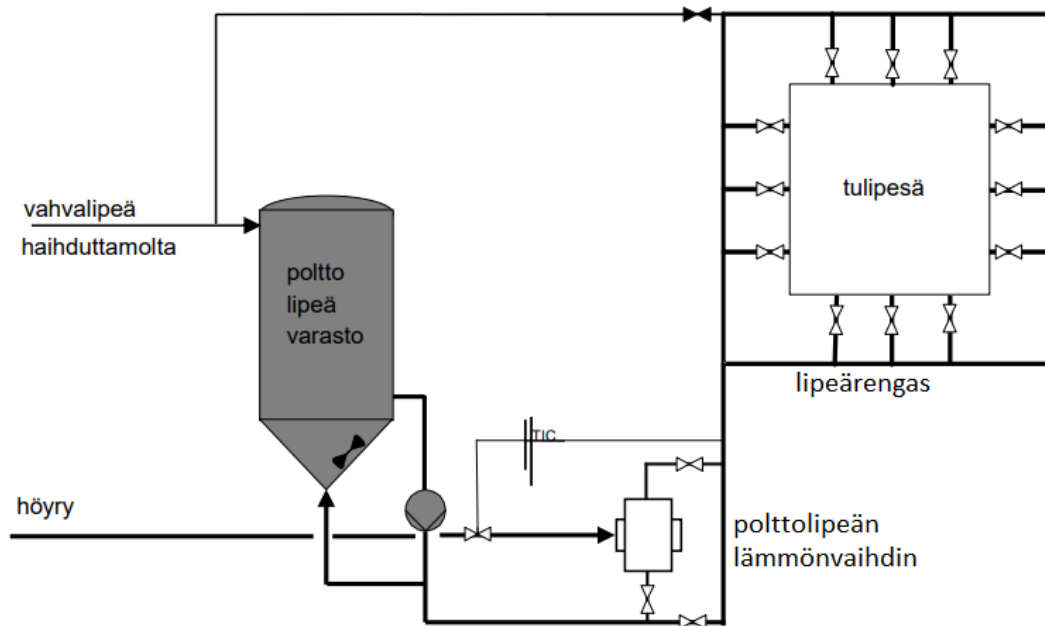 tulipesä
vahvalipeä
haihduttamolta
poltto
lipeä
varasto
lipeärengas
TIC
höyry
polttolipeän
lämmönvaihdin